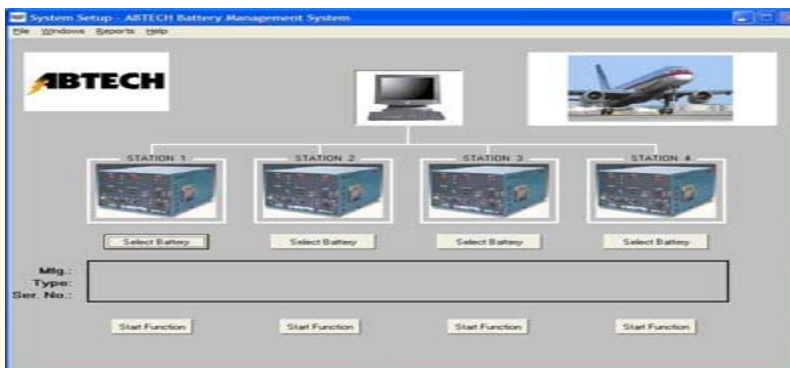 System Setup - ABTECH Battery Management System
File Windows Reports Help
ABTECH
STATION 1 STATION 2 STATION 3 STATION 4
Select Battery Select Battery Select Battery Select Battery
Mfg.:
Type:
Ser. No.:
Start Function Start Function Start Function Start Function